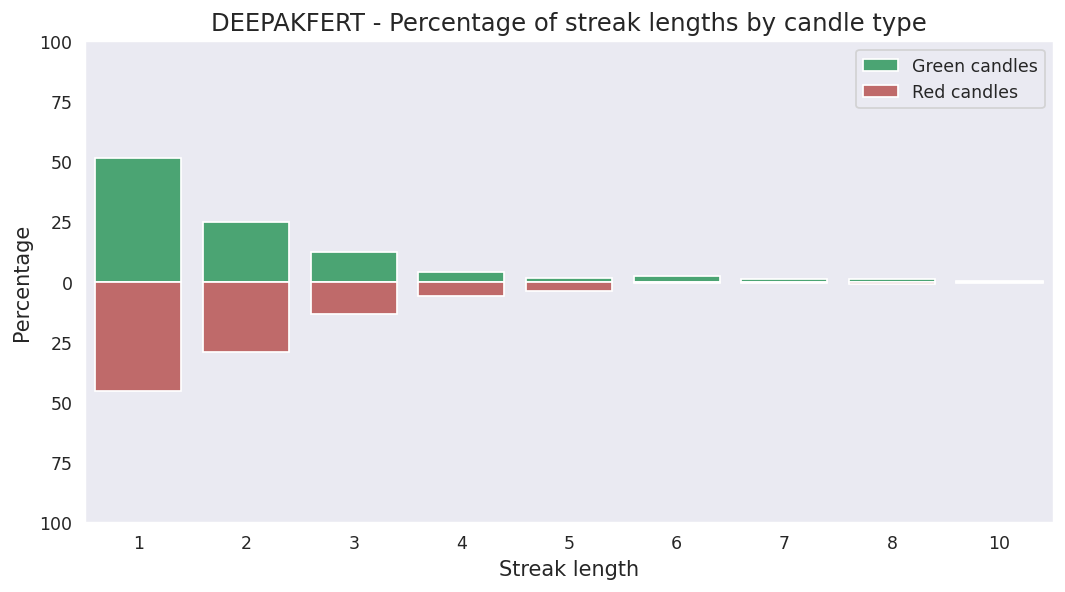 DEEPAKFERT - Percentage of streak lengths by candle type
Green candles
Red candles
Percentage
100
75
50
25
0
25
50
75
100
1 2 3 4 5 6 7 8 10
Streak length